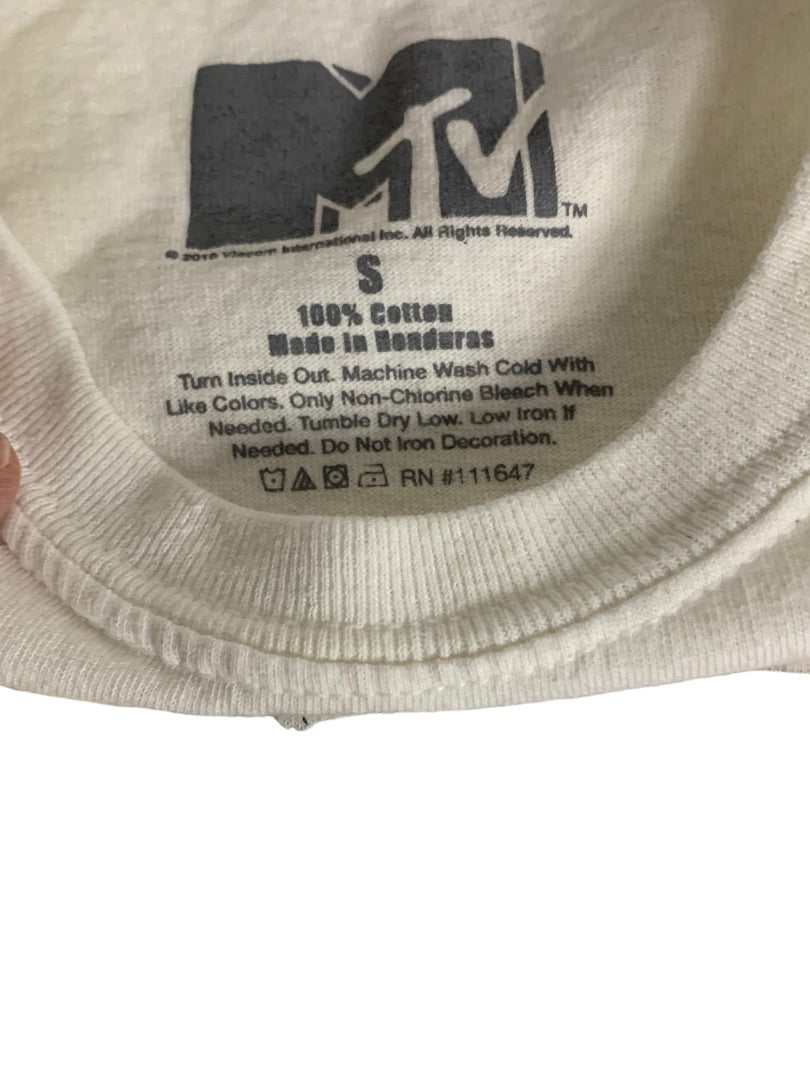 MTV
TM
© Viacom International Inc. All Rights Reserved.
S
100% Cotton
Made in Honduras
Turn Inside Out. Machine Wash Cold With
Like Colors. Only Non-Chlorine Bleech When
Needed. Tumble Dry Low. Low Iron If
Needed. Do Not Iron Decoration.
RN #111647